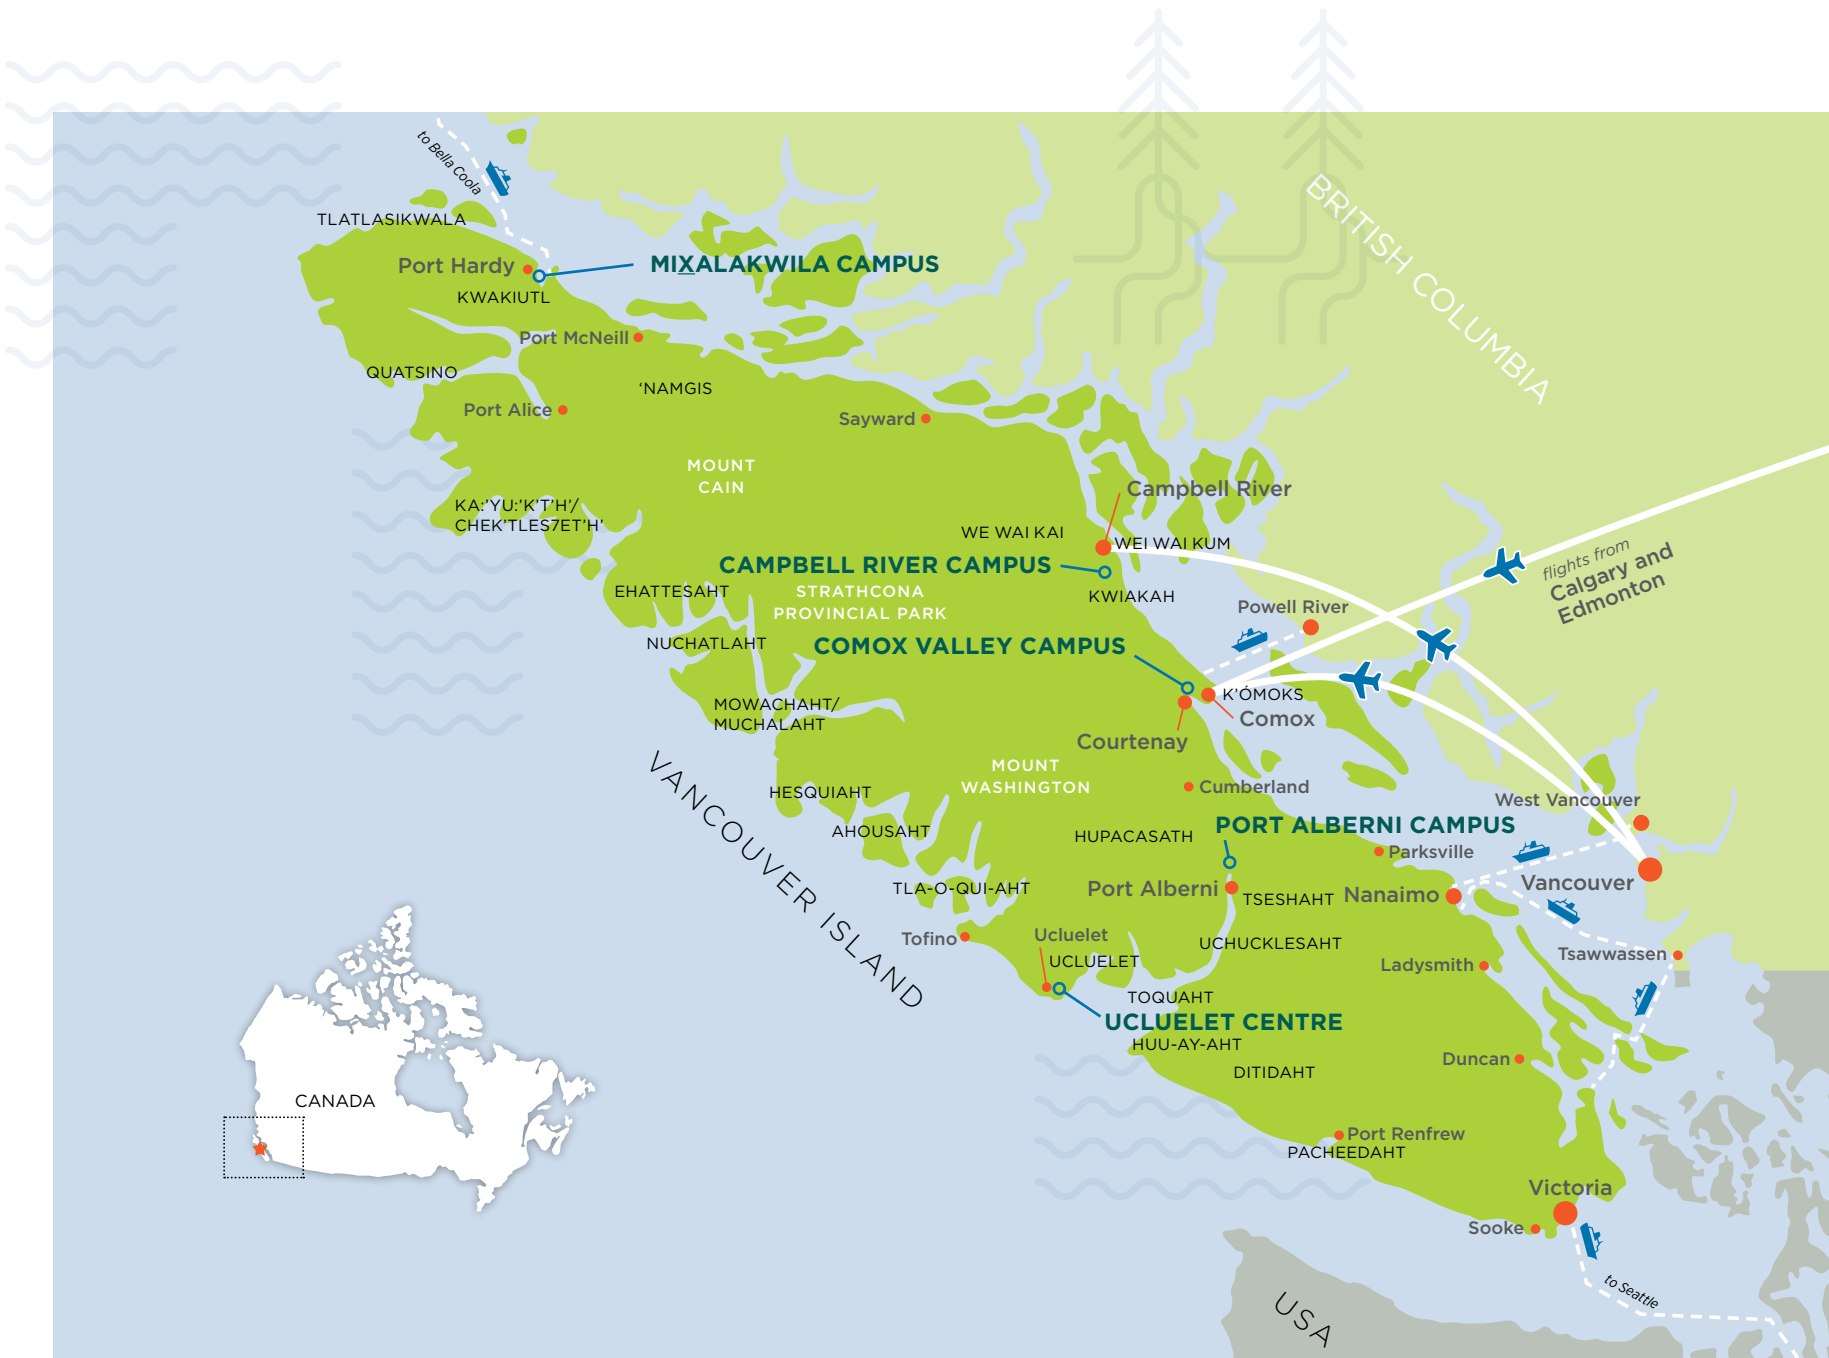 to Bella Coola
BRITISH COLUMBIA
TLATLASIKWALA
Port Hardy
MIXALAKWILA CAMPUS
KWAKIUTL
Port McNeill
QUATSINO
‘NAMGIS
Port Alice
Sayward
MOUNT
CAIN
Campbell River
KA:’YU:’K’T’H’/
CHEK’TLES7ET’H’
WE WAI KAI
WEI WAI KUM
CAMPBELL RIVER CAMPUS
flights from
Calgary and
Edmonton
EHATTESAHT
STRATHCONA
PROVINCIAL PARK
KWIAKAH
Powell River
NUCHATLAHT
COMOX VALLEY CAMPUS
MOWACHAHT/
MUCHALAHT
K’ÓMOKS
Comox
Courtenay
VANCOUVER ISLAND
MOUNT
WASHINGTON
HESQUIAHT
Cumberland
West Vancouver
AHOUSAHT
HUPACASATH
PORT ALBERNI CAMPUS
Parksville
TLA-O-QUI-AHT
Port Alberni
TSESHAHT
Nanaimo
Vancouver
Tofino
Ucluelet
UCHUCKLESAHT
UCLUELET
Ladysmith
Tsawwassen
TOQUAHT
UCLUELET CENTRE
HUU-AY-AHT
Duncan
DITIDAHT
CANADA
Port Renfrew
PACHEEDAHT
Victoria
Sooke
to Seattle
USA